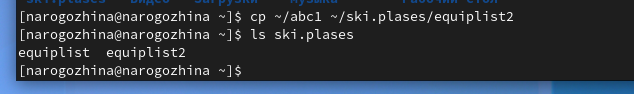 [narogozhina@narogozhina ~]$ cp ~/abc1 ~/ski.plases/equiplist2
[narogozhina@narogozhina ~]$ ls ski.plases
equiplist  equiplist2
[narogozhina@narogozhina ~]$